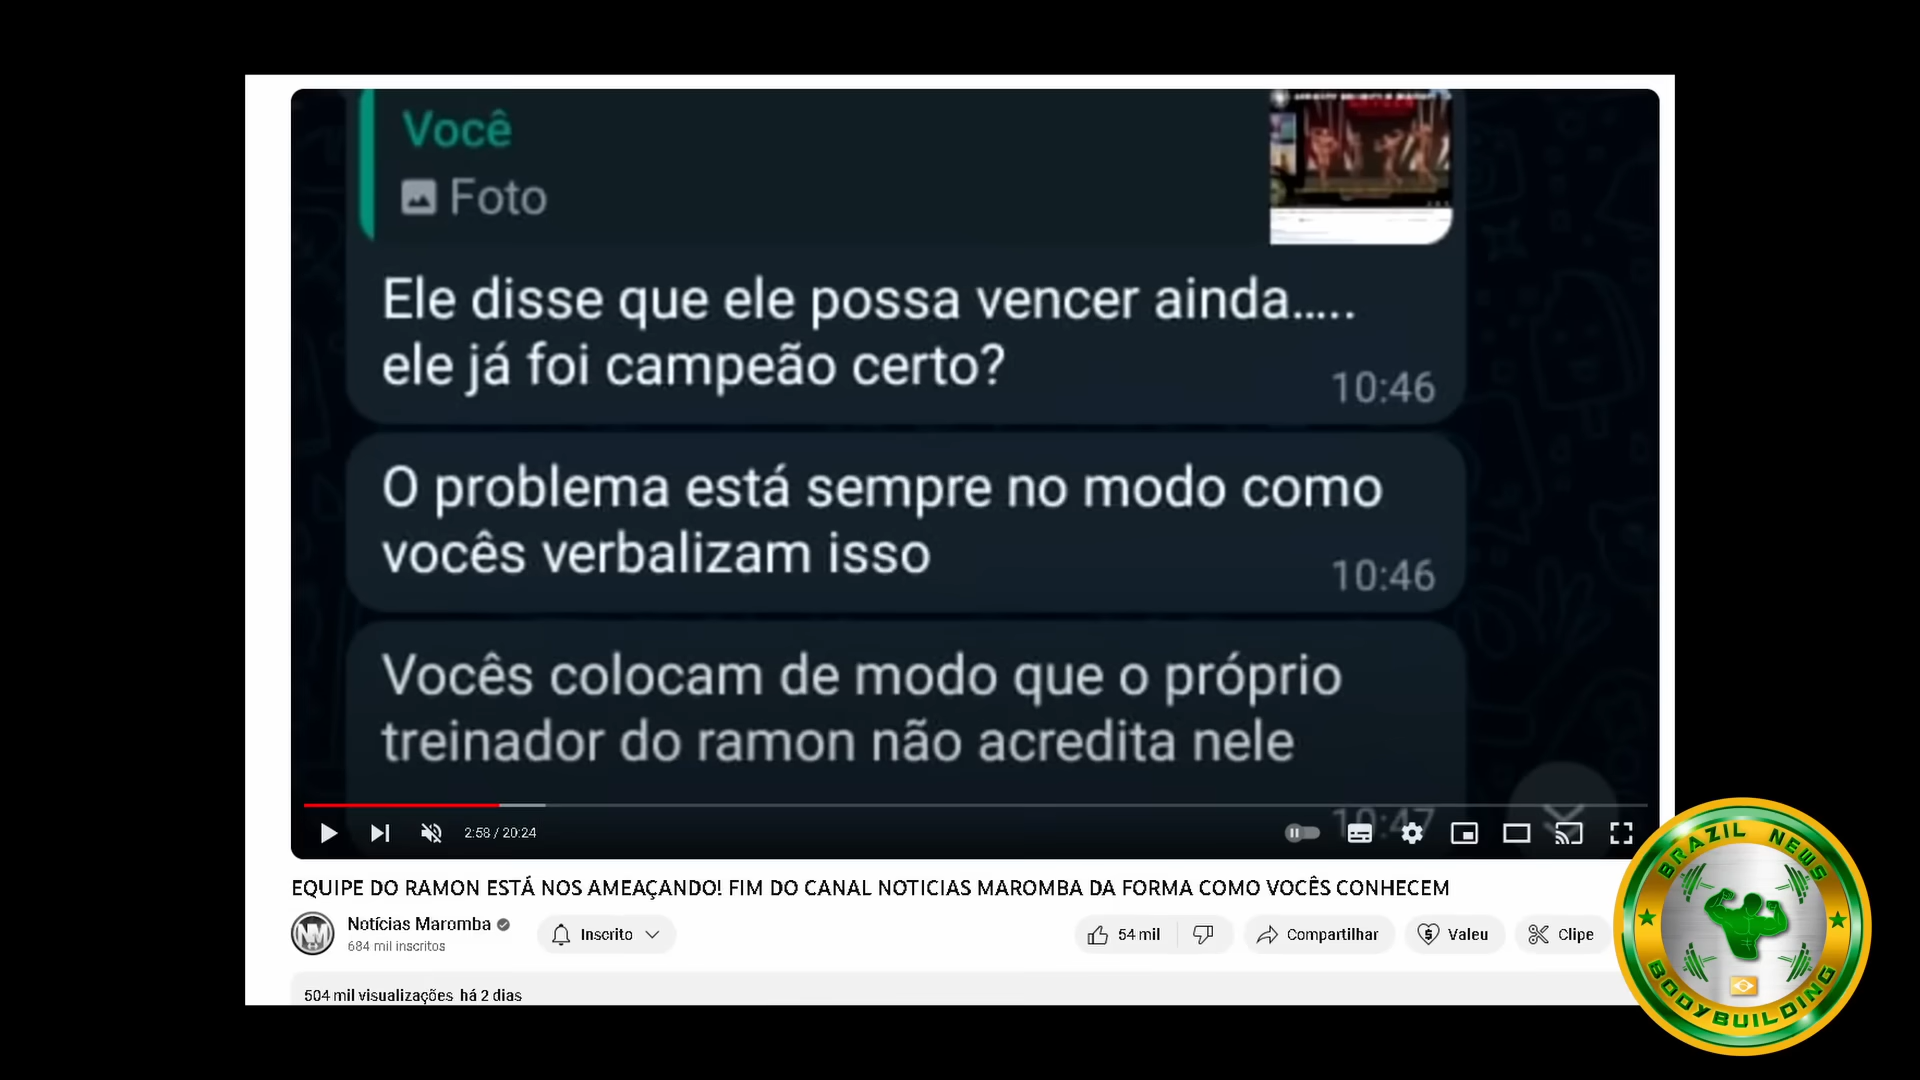 Você
Foto
Ele disse que ele possa vencer ainda.....
ele já foi campeão certo?
10:46
O problema está sempre no modo como
vocês verbalizam isso
10:46
Vocês colocam de modo que o próprio
treinador do ramon não acredita nele
10:47
2:58 / 20:24
EQUIPE DO RAMON ESTÁ NOS AMEAÇANDO! FIM DO CANAL NOTICIAS MAROMBA DA FORMA COMO VOCÊS CONHECEM
NM
Notícias Maromba
684 mil inscritos
Inscrito
54 mil
Compartilhar
Valeu
Clipe
504 mil visualizações há 2 dias
BRAZIL NEWS
BODYBUILDING